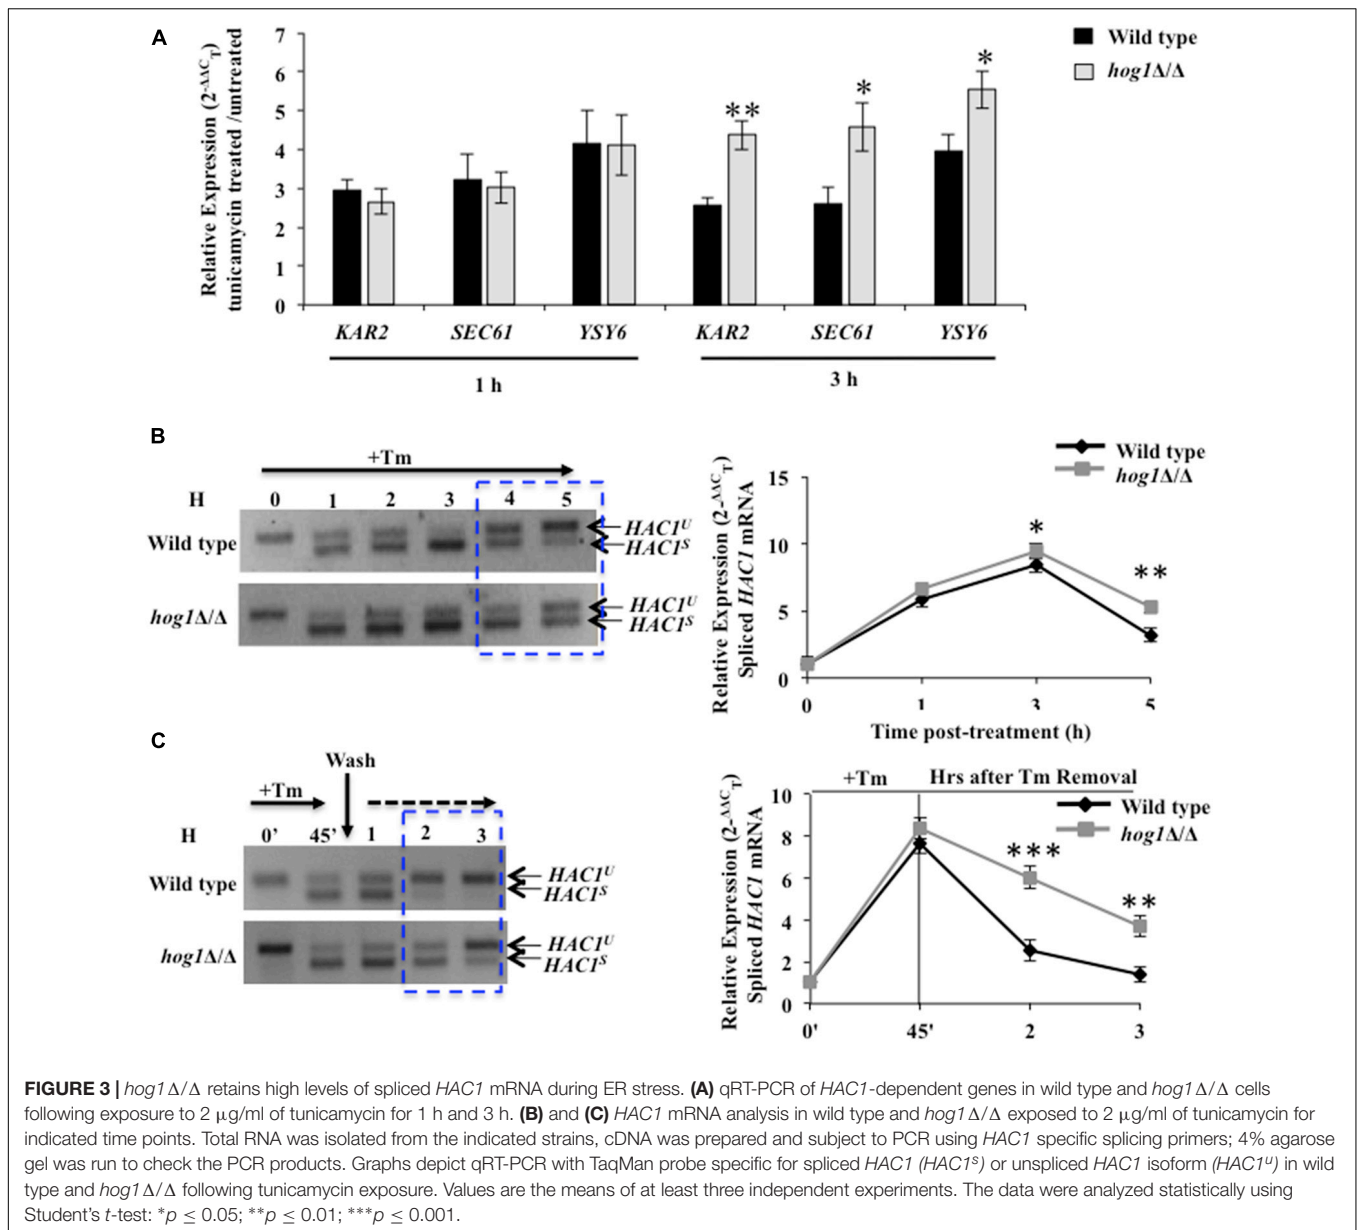 A
Relative Expression (2-ΔΔCT)
tunicamycin treated /untreated
7
6
5
4
3
2
1
0
** * *
Wild type
hog1Δ/Δ
KAR2 SEC61 YSY6 KAR2 SEC61 YSY6
1 h 3 h
B
+Tm
H 0 1 2 3 4 5
Wild type
HAC1U
HAC1S
hog1Δ/Δ
HAC1U
HAC1S
Relative Expression (2-ΔΔCT)
Spliced HAC1 mRNA
15
10
5
0
* **
Wild type
hog1Δ/Δ
0 1 3 5
Time post-treatment (h)
C
Wash
+Tm
H 0' 45' 1 2 3
Wild type
HAC1U
HAC1S
hog1Δ/Δ
HAC1U
HAC1S
Relative Expression (2-ΔΔCT)
Spliced HAC1 mRNA
+Tm Hrs after Tm Removal
10
8
6
4
2
0
Wild type
hog1Δ/Δ
*** **
0' 45' 2 3
FIGURE 3 | hog1Δ/Δ retains high levels of spliced HAC1 mRNA during ER stress. (A) qRT-PCR of HAC1-dependent genes in wild type and hog1Δ/Δ cells
following exposure to 2 μg/ml of tunicamycin for 1 h and 3 h. (B) and (C) HAC1 mRNA analysis in wild type and hog1Δ/Δ exposed to 2 μg/ml of tunicamycin for
indicated time points. Total RNA was isolated from the indicated strains, cDNA was prepared and subject to PCR using HAC1 specific splicing primers; 4% agarose
gel was run to check the PCR products. Graphs depict qRT-PCR with TaqMan probe specific for spliced HAC1 (HAC1s) or unspliced HAC1 isoform (HAC1u) in wild
type and hog1Δ/Δ following tunicamycin exposure. Values are the means of at least three independent experiments. The data were analyzed statistically using
Student's t-test: *p ≤ 0.05; **p ≤ 0.01; ***p ≤ 0.001.